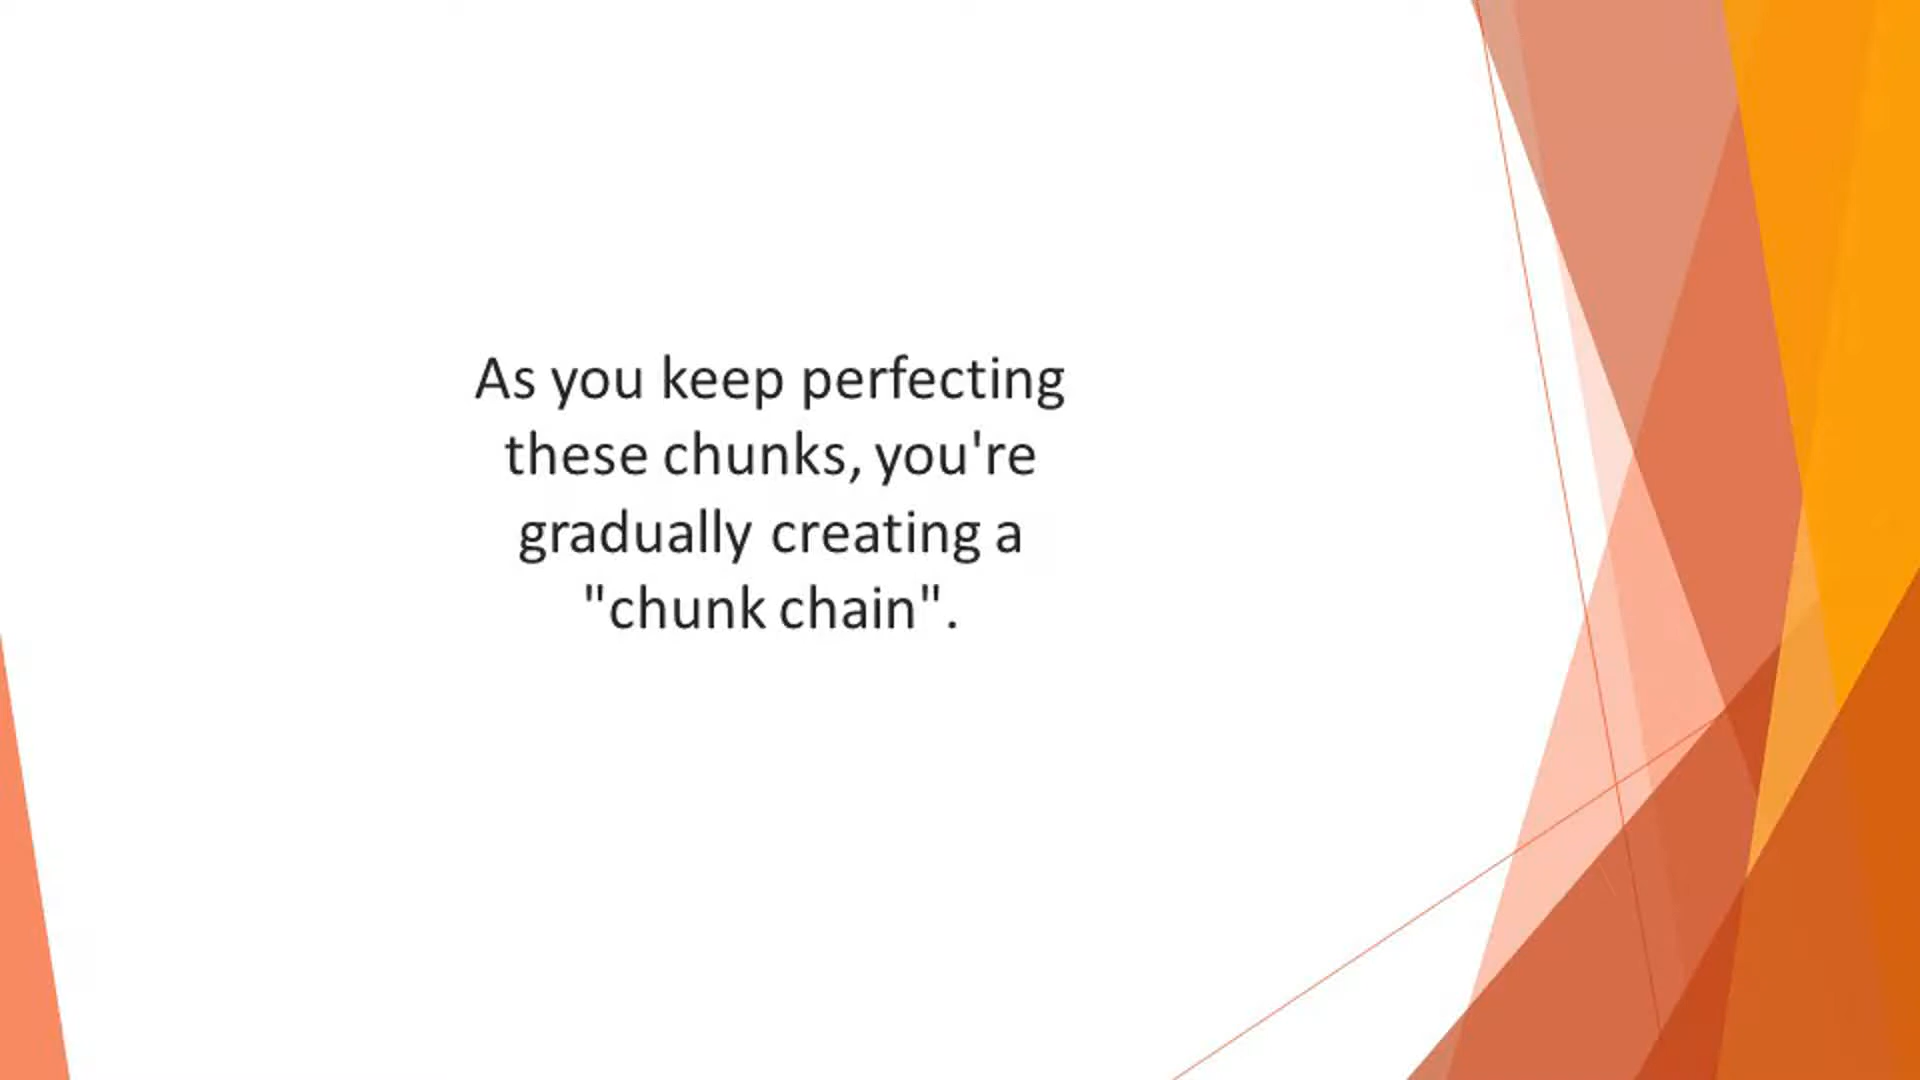 As you keep perfecting
these chunks, you're
gradually creating a
"chunk chain".